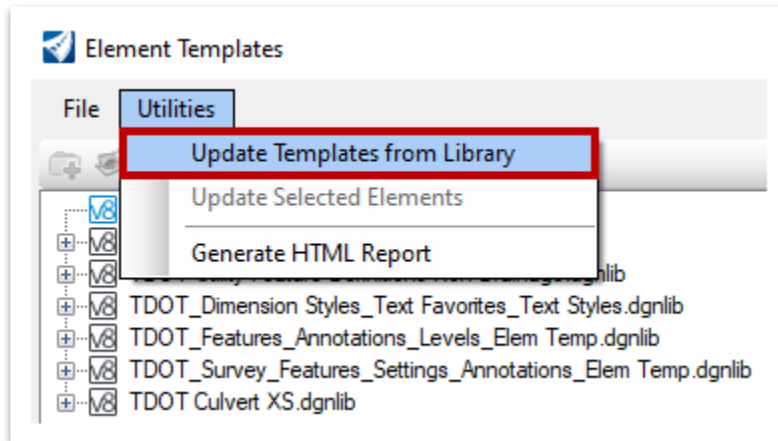 Element Templates
File Utilities
Update Templates from Library
Update Selected Elements
Generate HTML Report
TDOT_Dimension Styles_Text Favorites_Text Styles.dgnlib
TDOT_Features_Annotations_Levels_Elem Temp.dgnlib
TDOT_Survey_Features_Settings_Annotations_Elem Temp.dgnlib
TDOT Culvert XS.dgnlib